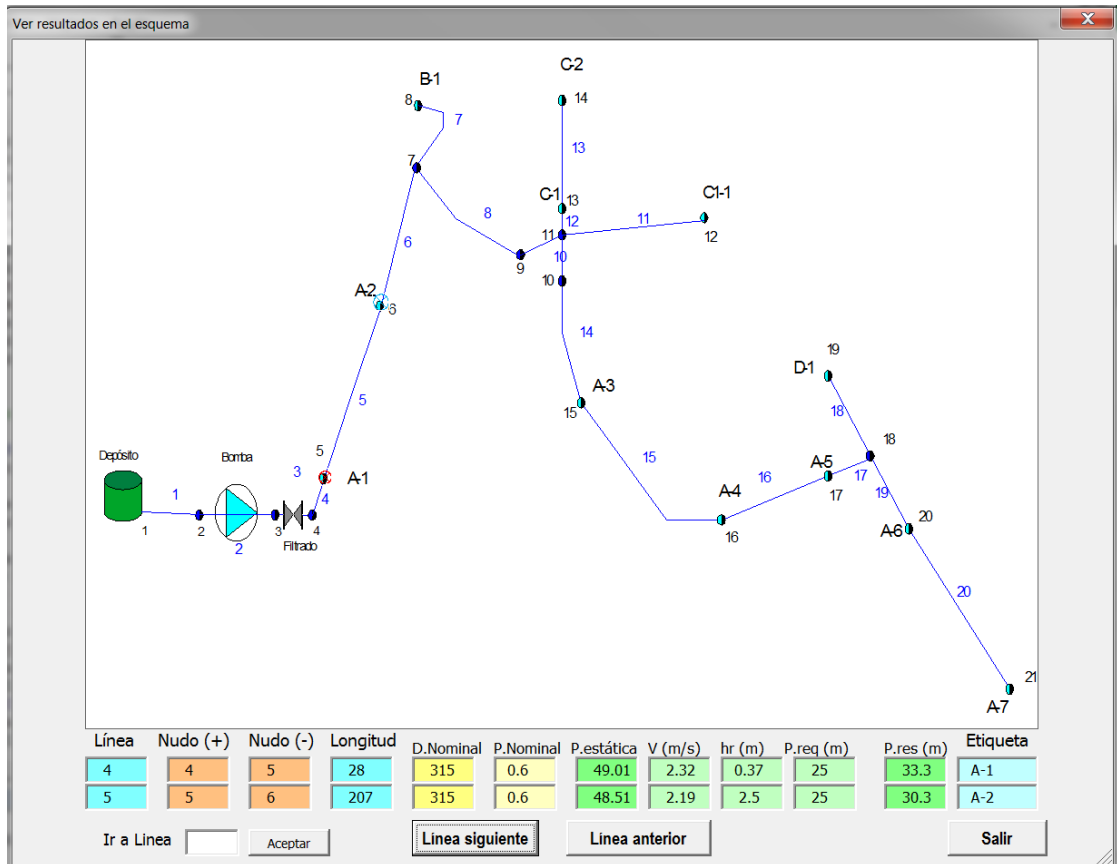 Ver resultados en el esquema
C-2
B-1
8
14
7
13
7
C-1
13
C1-1
8
12
11
11
12
6
9
10
10
A-2
6
14
19
D-1
5
A-3
15
18
18
5
15
16
A-5
17
Depósito
Bomba
3
A-1
17
19
1
4
A-4
20
A-6
1
2
3
4
16
2
Filtrado
20
21
A-7
Línea Nudo (+) Nudo (-) Longitud D.Nominal P.Nominal P.estática V (m/s) hr (m) P.req (m) P.res (m) Etiqueta
4 4 5 28 315 0.6 49.01 2.32 0.37 25 33.3 A-1
5 5 6 207 315 0.6 48.51 2.19 2.5 25 30.3 A-2
Ir a Linea Aceptar Linea siguiente Linea anterior Salir